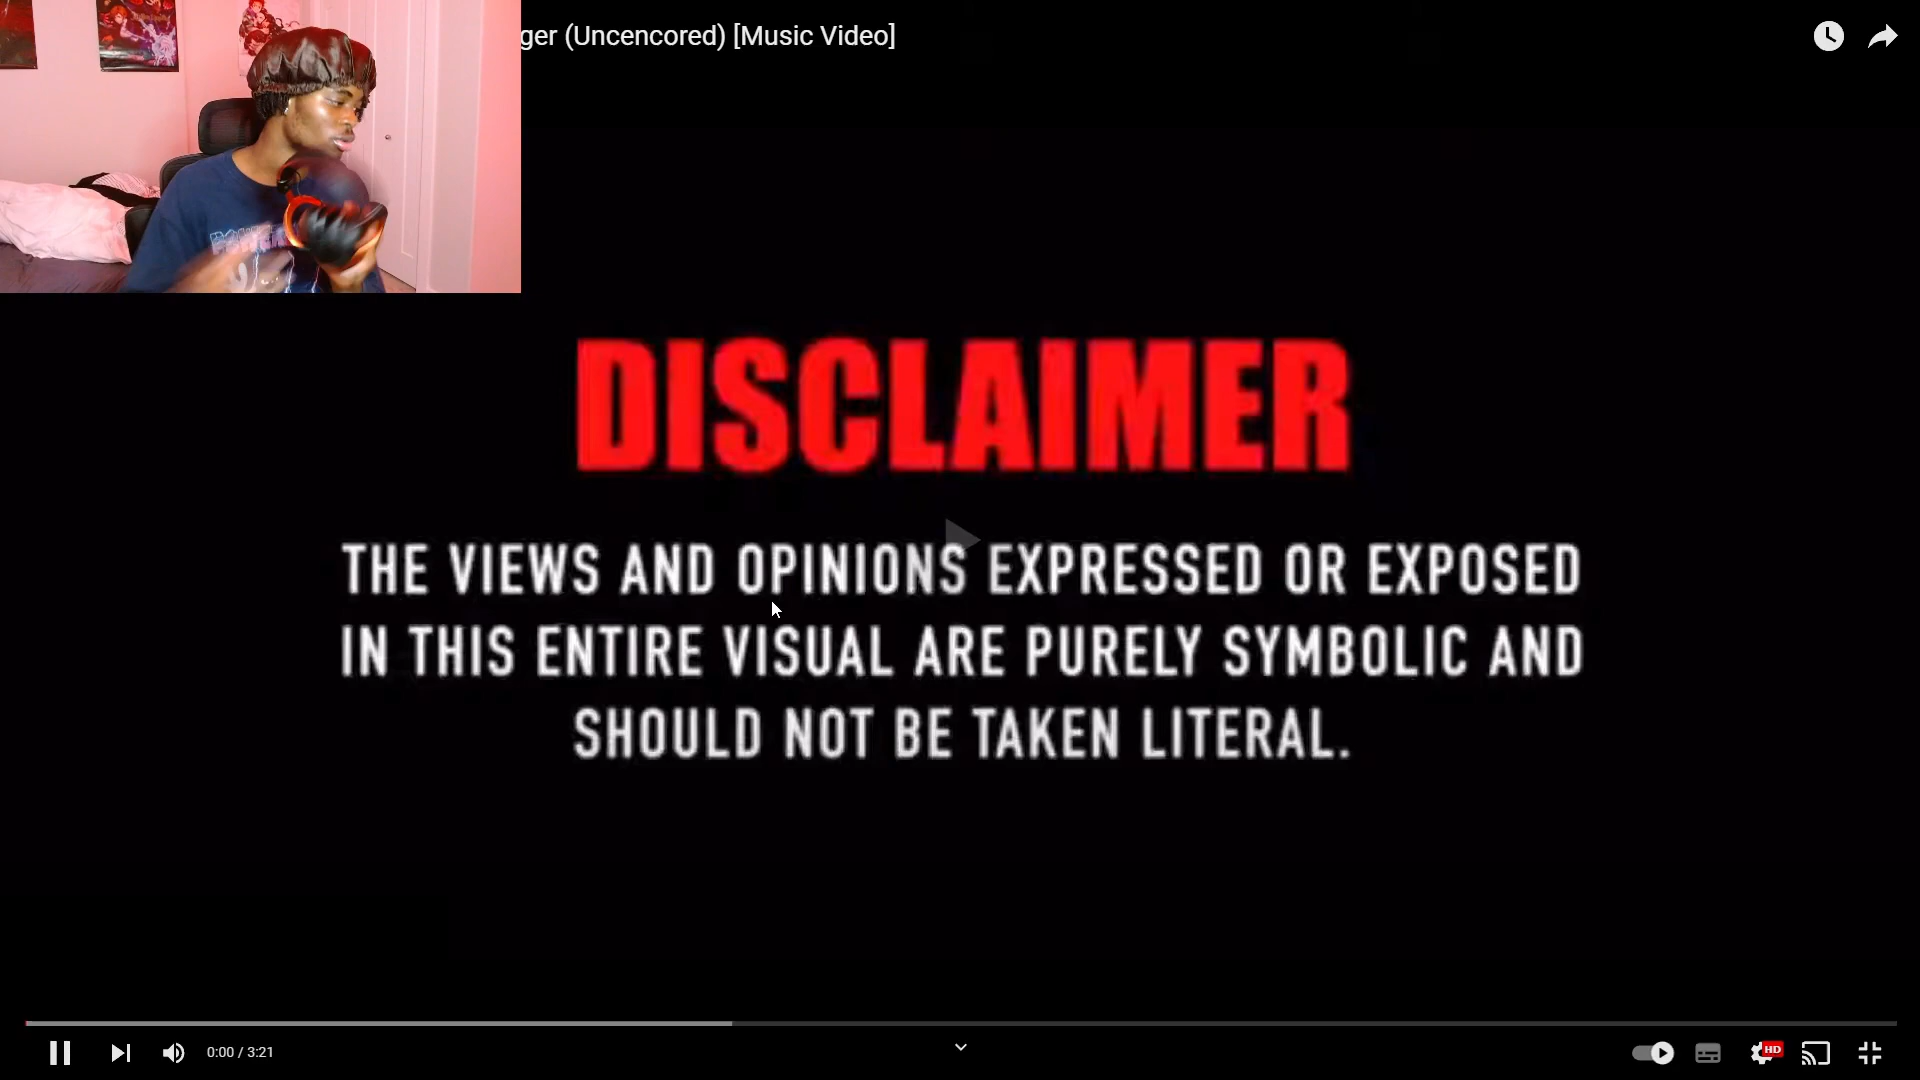 ger (Uncencored) [Music Video]
DISCLAIMER
THE VIEWS AND OPINIONS EXPRESSED OR EXPOSED
IN THIS ENTIRE VISUAL ARE PURELY SYMBOLIC AND
SHOULD NOT BE TAKEN LITERAL.
0:00 / 3:21
HD